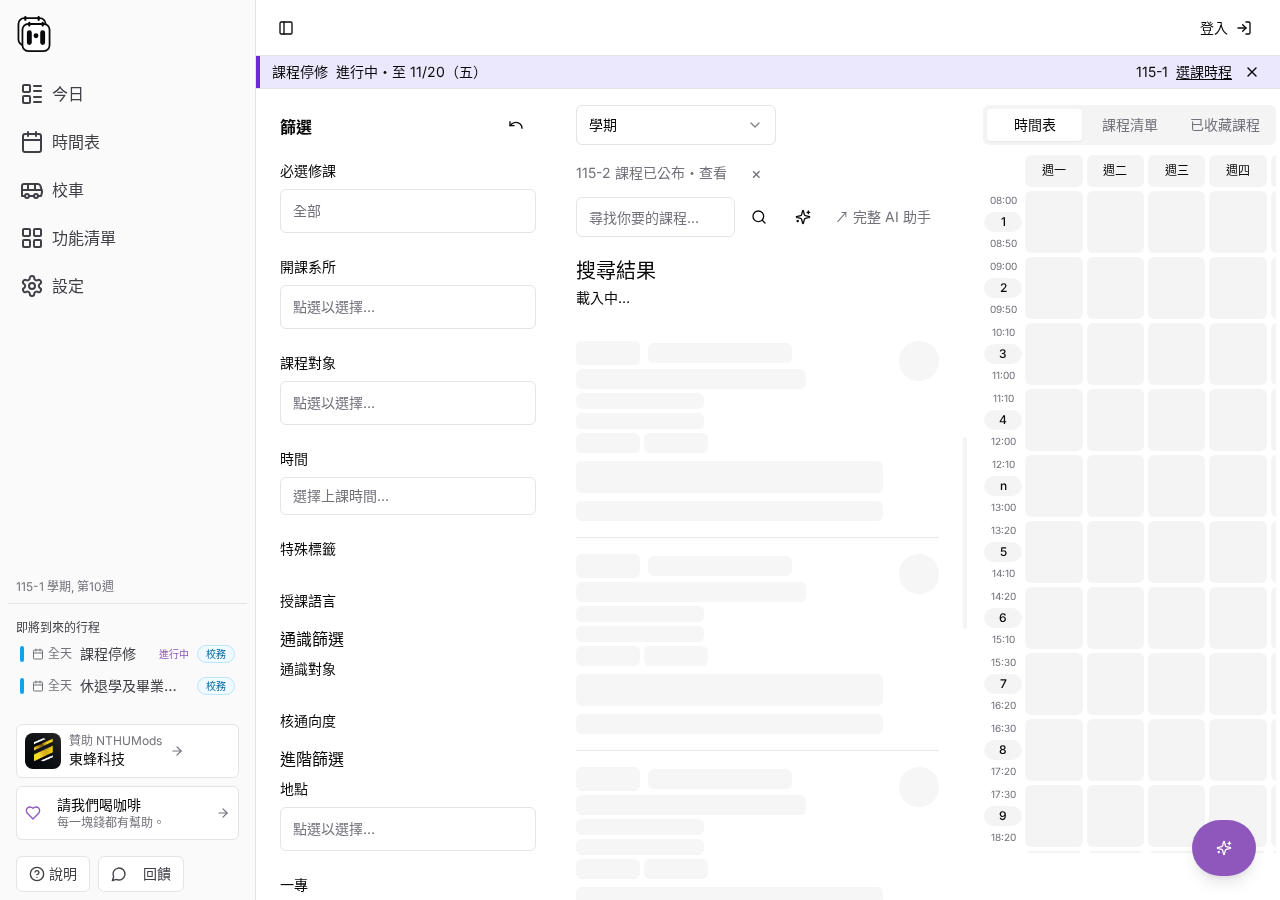 今日
時間表
校車
功能清單
設定
115-1 學期, 第10週
即將到來的行程
全天 課程停修 進行中 校務
全天 休退學及畢業... 校務
贊助 NTHUMods
東蜂科技
請我們喝咖啡
每一塊錢都有幫助。
說明 回饋
登入
課程停修 進行中・至 11/20（五）
115-1 選課時程
篩選
必選修課
全部
開課系所
點選以選擇...
課程對象
點選以選擇...
時間
選擇上課時間...
特殊標籤
授課語言
通識篩選
通識對象
核通向度
進階篩選
地點
點選以選擇...
一專
學期
115-2 課程已公布・查看 ×
尋找你要的課程...
↗ 完整 AI 助手
搜尋結果
載入中...
時間表 課程清單 已收藏課程
週一 週二 週三 週四
08:00
1
08:50
09:00
2
09:50
10:10
3
11:00
11:10
4
12:00
12:10
n
13:00
13:20
5
14:10
14:20
6
15:10
15:30
7
16:20
16:30
8
17:20
17:30
9
18:20